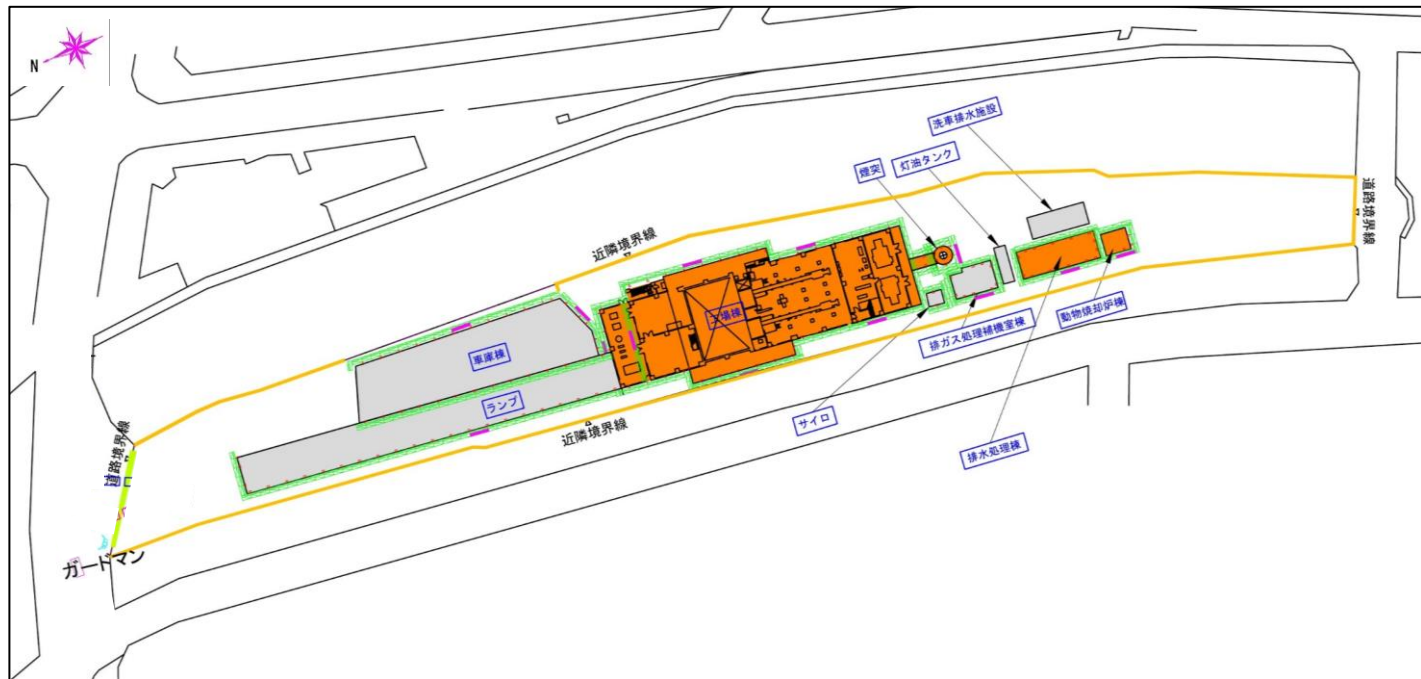 N
洗車排水施設
灯油タンク
煙突
道路境界線
近隣境界線
工場棟
車庫棟
排ガス処理補機室棟
動物焼却炉棟
ランプ
サイロ
近隣境界線
排水処理棟
道路境界線
ガードマン